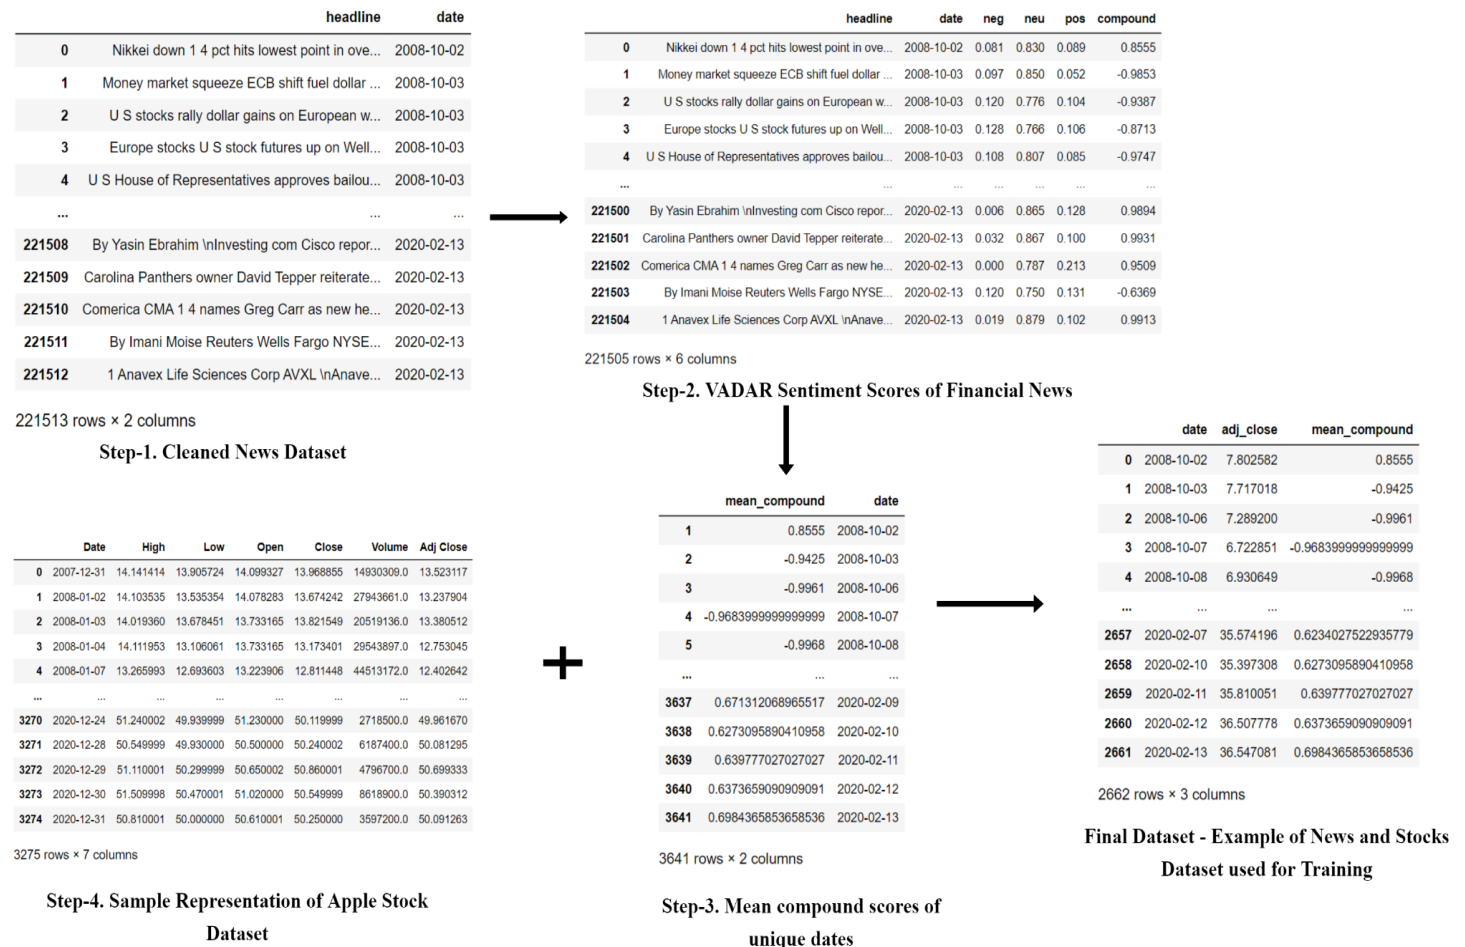 headline date
0 Nikkei down 1 4 pct hits lowest point in ove... 2008-10-02
1 Money market squeeze ECB shift fuel dollar ... 2008-10-03
2 U S stocks rally dollar gains on European w... 2008-10-03
3 Europe stocks U S stock futures up on Well... 2008-10-03
4 U S House of Representatives approves bailou... 2008-10-03
... ... ...
221508 By Yasin Ebrahim \nInvesting com Cisco repor... 2020-02-13
221509 Carolina Panthers owner David Tepper reiterate... 2020-02-13
221510 Comerica CMA 1 4 names Greg Carr as new he... 2020-02-13
221511 By Imani Moise Reuters Wells Fargo NYSE... 2020-02-13
221512 1 Anavex Life Sciences Corp AVXL \nAnave... 2020-02-13
221513 rows × 2 columns
Step-1. Cleaned News Dataset
headline date neg neu pos compound
0 Nikkei down 1 4 pct hits lowest point in ove... 2008-10-02 0.081 0.830 0.089 0.8555
1 Money market squeeze ECB shift fuel dollar ... 2008-10-03 0.097 0.850 0.052 -0.9853
2 U S stocks rally dollar gains on European w... 2008-10-03 0.120 0.776 0.104 -0.9387
3 Europe stocks U S stock futures up on Well... 2008-10-03 0.128 0.766 0.106 -0.8713
4 U S House of Representatives approves bailou... 2008-10-03 0.108 0.807 0.085 -0.9747
... ... ... ... ... ... ...
221500 By Yasin Ebrahim \nInvesting com Cisco repor... 2020-02-13 0.006 0.865 0.128 0.9894
221501 Carolina Panthers owner David Tepper reiterate... 2020-02-13 0.032 0.867 0.100 0.9931
221502 Comerica CMA 1 4 names Greg Carr as new he... 2020-02-13 0.000 0.787 0.213 0.9509
221503 By Imani Moise Reuters Wells Fargo NYSE... 2020-02-13 0.120 0.750 0.131 -0.6369
221504 1 Anavex Life Sciences Corp AVXL \nAnave... 2020-02-13 0.019 0.879 0.102 0.9913
221505 rows × 6 columns
Step-2. VADAR Sentiment Scores of Financial News
mean_compound date
1 0.8555 2008-10-02
2 -0.9425 2008-10-03
3 -0.9961 2008-10-06
4 -0.9683999999999999 2008-10-07
5 -0.9968 2008-10-08
... ... ...
3637 0.671312068965517 2020-02-09
3638 0.6273095890410958 2020-02-10
3639 0.639777027027027 2020-02-11
3640 0.6373659090909091 2020-02-12
3641 0.6984365853658536 2020-02-13
3641 rows × 2 columns
Step-3. Mean compound scores of
unique dates
Date High Low Open Close Volume Adj Close
0 2007-12-31 14.141414 13.905724 14.099327 13.968855 14930309.0 13.523117
1 2008-01-02 14.103535 13.535354 14.078283 13.674242 27943661.0 13.237904
2 2008-01-03 14.019360 13.678451 13.733165 13.821549 20519136.0 13.380512
3 2008-01-04 14.111953 13.106061 13.733165 13.173401 29543897.0 12.753045
4 2008-01-07 13.265993 12.693603 13.223906 12.811448 44513172.0 12.402642
... ... ... ... ... ... ... ...
3270 2020-12-24 51.240002 49.939999 51.230000 50.119999 2718500.0 49.961670
3271 2020-12-28 50.549999 49.930000 50.500000 50.240002 6187400.0 50.081295
3272 2020-12-29 51.110001 50.299999 50.650002 50.860001 4796700.0 50.699333
3273 2020-12-30 51.509998 50.470001 51.020000 50.549999 8618900.0 50.390312
3274 2020-12-31 50.810001 50.000000 50.610001 50.250000 3597200.0 50.091263
3275 rows × 7 columns
Step-4. Sample Representation of Apple Stock
Dataset
+
date adj_close mean_compound
0 2008-10-02 7.802582 0.8555
1 2008-10-03 7.717018 -0.9425
2 2008-10-06 7.289200 -0.9961
3 2008-10-07 6.722851 -0.9683999999999999
4 2008-10-08 6.930649 -0.9968
... ... ... ...
2657 2020-02-07 35.574196 0.6234027522935779
2658 2020-02-10 35.397308 0.6273095890410958
2659 2020-02-11 35.810051 0.639777027027027
2660 2020-02-12 36.507778 0.6373659090909091
2661 2020-02-13 36.547081 0.6984365853658536
2662 rows × 3 columns
Final Dataset - Example of News and Stocks
Dataset used for Training